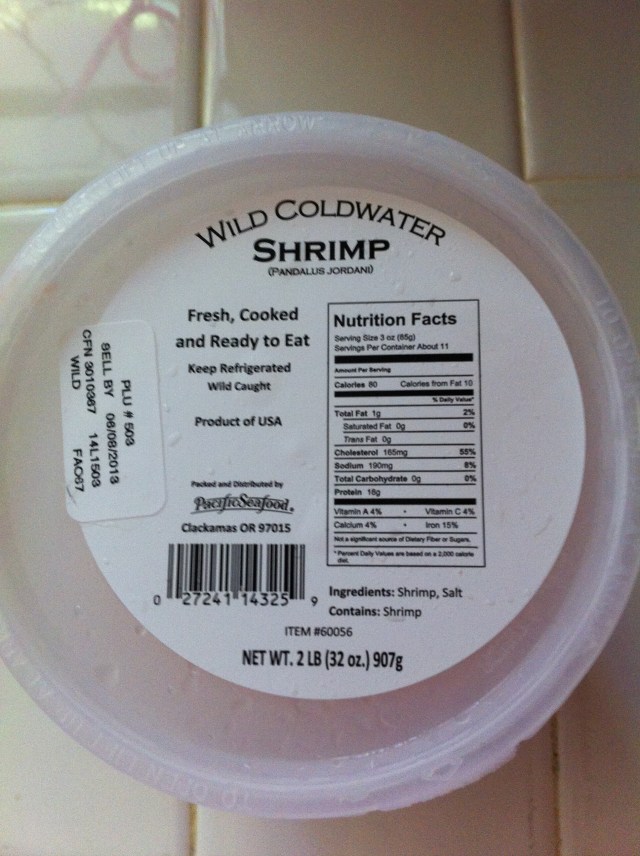 WILD COLDWATER
SHRIMP
(PANDALUS JORDANI)
Fresh, Cooked
and Ready to Eat
Keep Refrigerated
Wild Caught
Product of USA
Packed and Distributed by
PacificSeafood.
Clackamas OR 97015
0 27241 14325 9
Nutrition Facts
Serving Size 3 oz (85g)
Servings Per Container About 11
Amount Per Serving
Calories 80 Calories from Fat 10
% Daily Value*
Total Fat 1g 2%
Saturated Fat 0g 0%
Trans Fat 0g
Cholesterol 165mg 55%
Sodium 190mg 8%
Total Carbohydrate 0g 0%
Protein 18g
Vitamin A 4% • Vitamin C 4%
Calcium 4% • Iron 15%
Not a significant source of Dietary Fiber or Sugars.
*Percent Daily Values are based on a 2,000 calorie
diet.
Ingredients: Shrimp, Salt
Contains: Shrimp
ITEM #60056
NET WT. 2 LB (32 oz.) 907g
PLU # 503
SELL BY 06/08/2013
CFN 3010367 14L1503
WILD FAO67